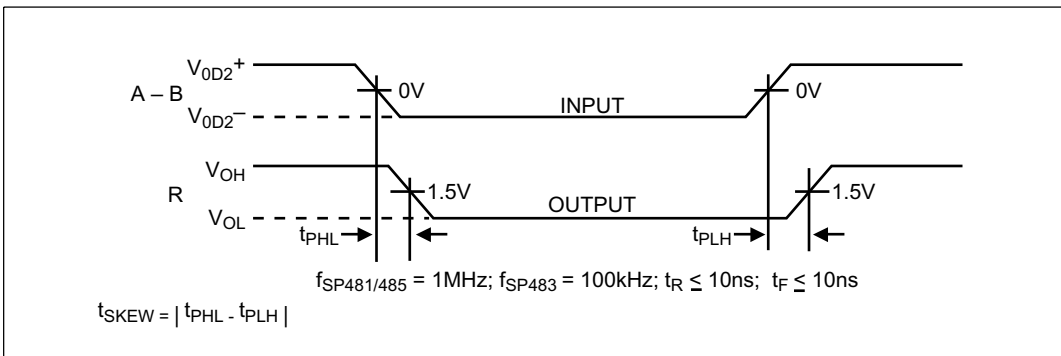 V0D2+
A – B
0V
0V
INPUT
V0D2–
VOH
R
1.5V
1.5V
OUTPUT
VOL
tPHL
tPLH
fSP481/485 = 1MHz; fSP483 = 100kHz; tR ≤ 10ns; tF ≤ 10ns
tSKEW = | tPHL - tPLH |